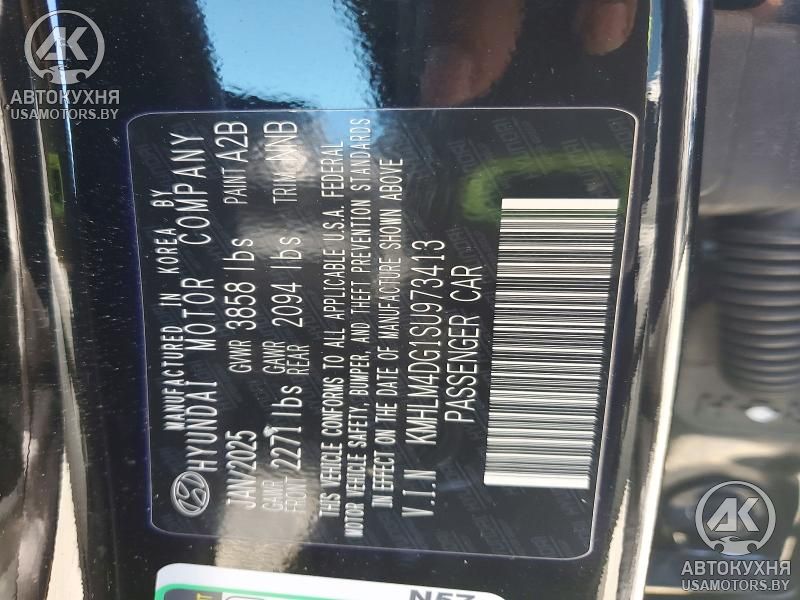 АВТОКУХНЯ
USAMOTORS.BY
MANUFACTURED IN KOREA BY
HYUNDAI MOTOR COMPANY
JAN/2025 GVWR 3858 lbs PAINT A2B
GAWR FRONT 2271 lbs GAWR REAR 2094 lbs TRIM NNB
THIS VEHICLE CONFORMS TO ALL APPLICABLE U.S.A. FEDERAL
MOTOR VEHICLE SAFETY, BUMPER, AND THEFT PREVENTION STANDARDS
IN EFFECT ON THE DATE OF MANUFACTURE SHOWN ABOVE
V.I.N KMHLM4DG1SU973413
PASSENGER CAR
АВТОКУХНЯ
USAMOTORS.BY